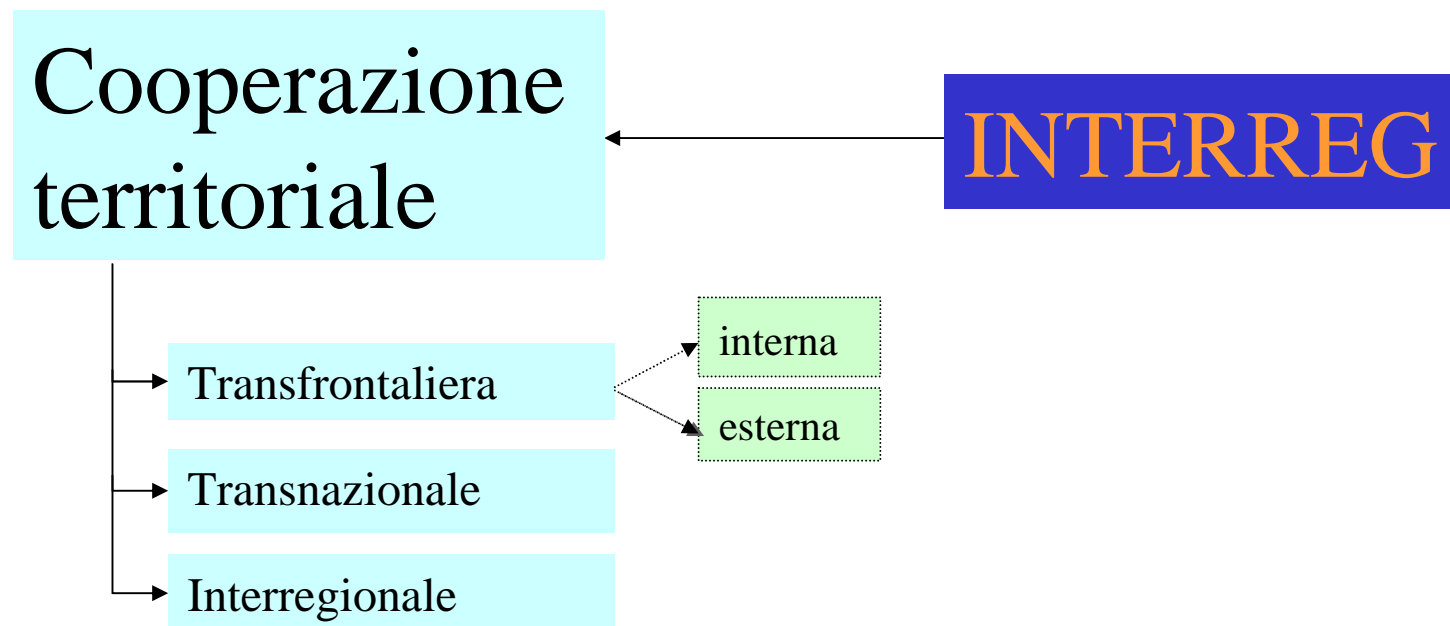 Cooperazione
territoriale
INTERREG
Transfrontaliera
interna
esterna
Transnazionale
Interregionale